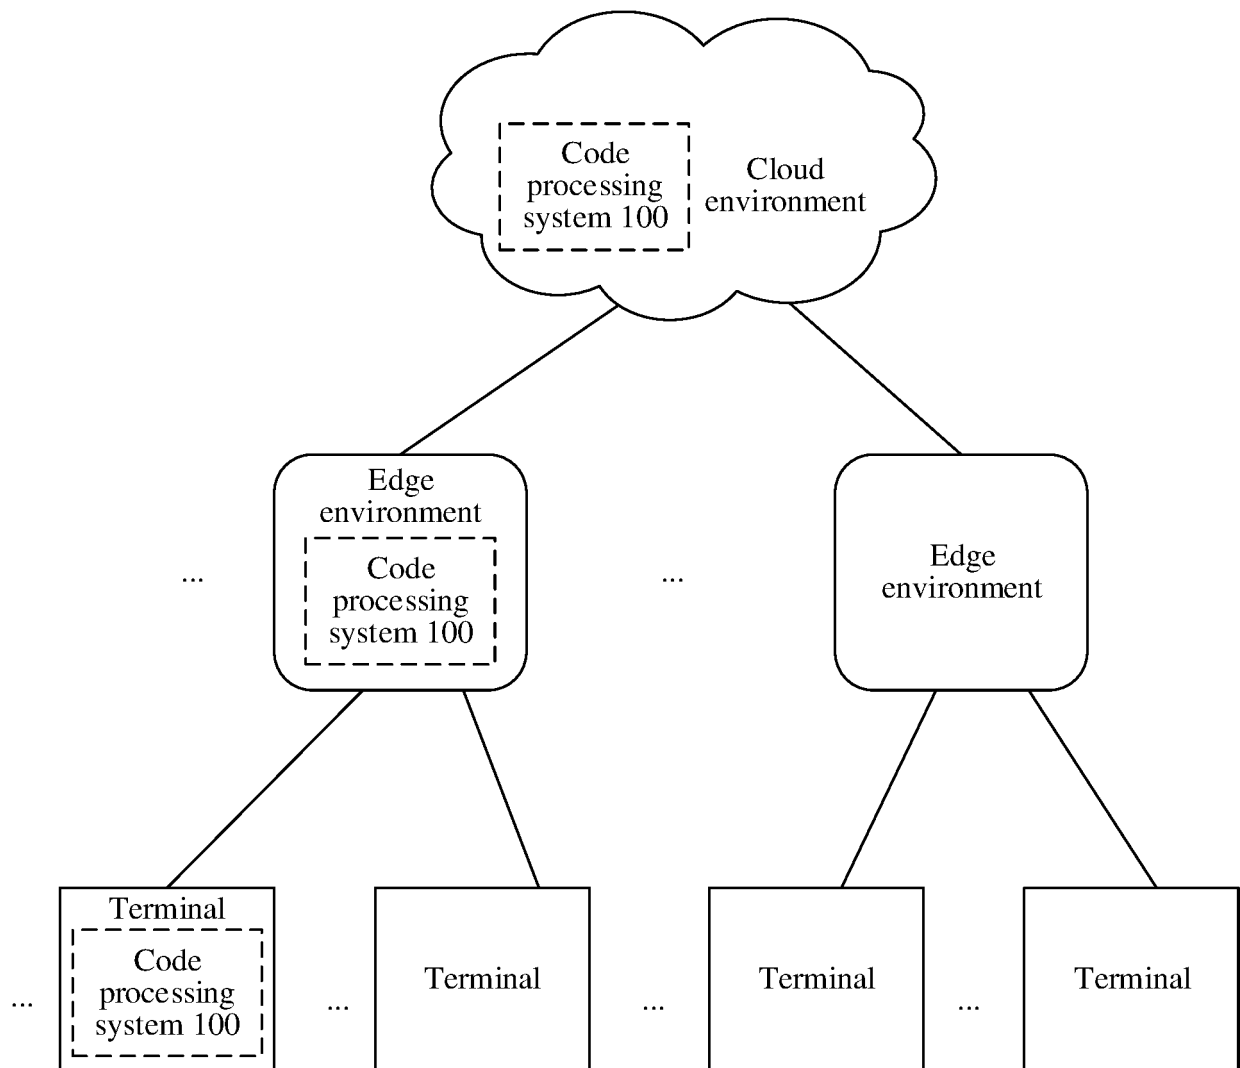 Code
processing
system 100
Cloud
environment
Edge
environment
Code
processing
system 100
...
...
Edge
environment
Terminal
Code
processing
system 100
...
...
Terminal
...
Terminal
...
Terminal